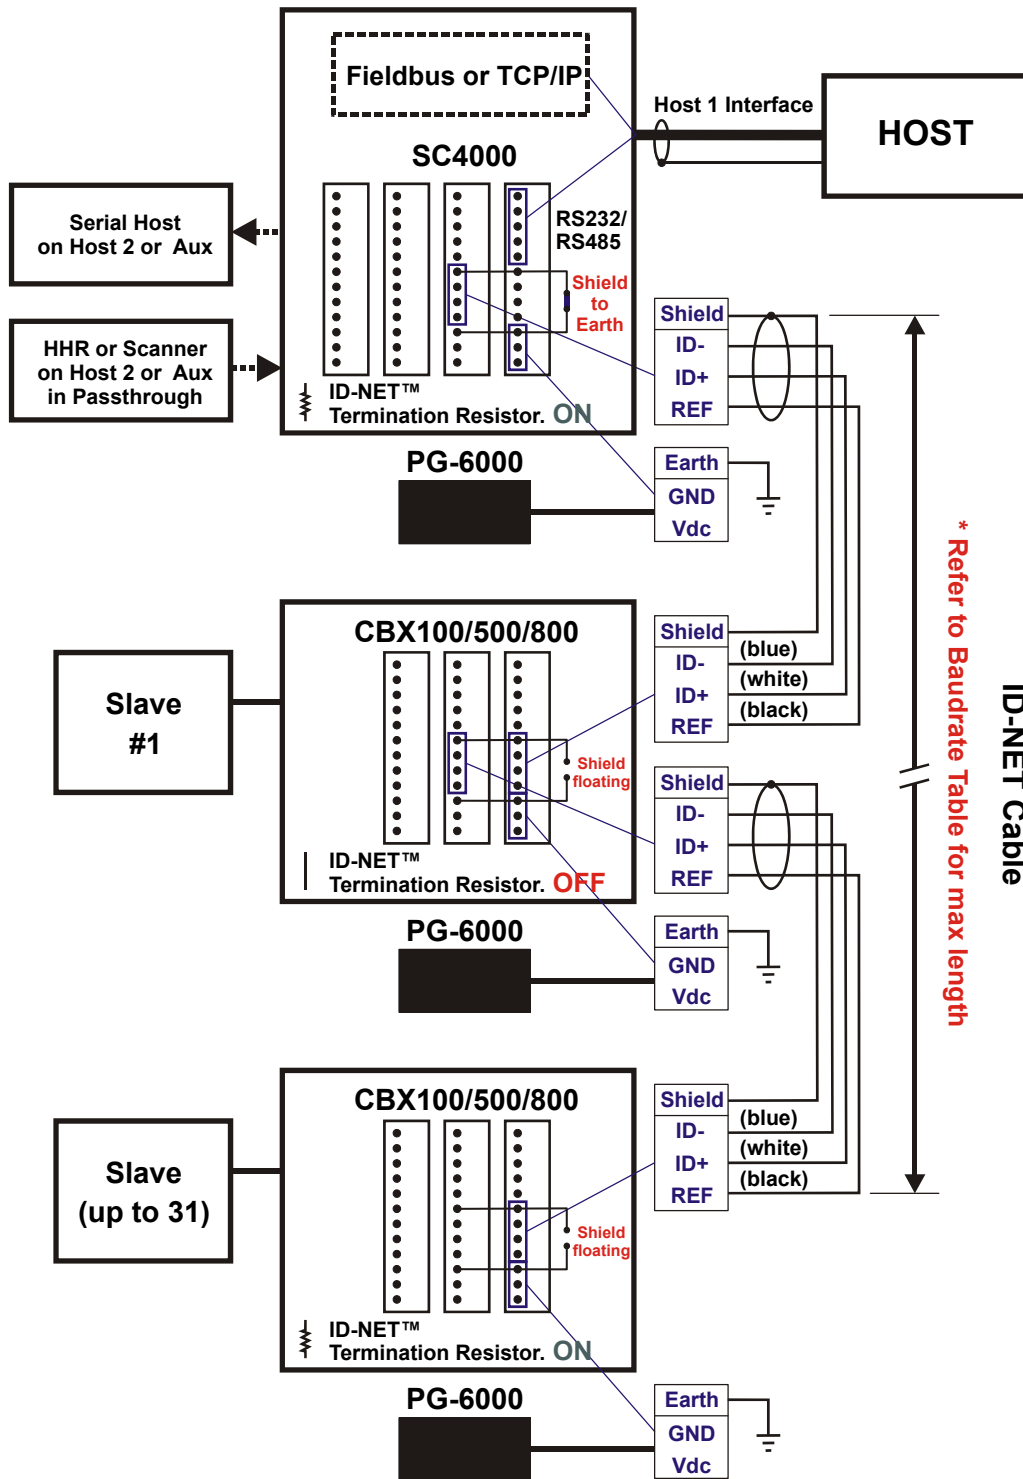 Fieldbus or TCP/IP
Host 1 Interface
HOST
SC4000
Serial Host
on Host 2 or Aux
RS232/
RS485
Shield
to
Earth
HHR or Scanner
on Host 2 or Aux
in Passthrough
ID-NET™
Termination Resistor. ON
Shield
ID-
ID+
REF
PG-6000
Earth
GND
Vdc
CBX100/500/800
Slave
#1
Shield
floating
ID-NET™
Termination Resistor. OFF
Shield
ID-
ID+
REF
(blue)
(white)
(black)
Shield
ID-
ID+
REF
PG-6000
Earth
GND
Vdc
* Refer to Baudrate Table for max length
ID-NET Cable
CBX100/500/800
Slave
(up to 31)
Shield
floating
ID-NET™
Termination Resistor. ON
Shield
ID-
ID+
REF
(blue)
(white)
(black)
PG-6000
Earth
GND
Vdc